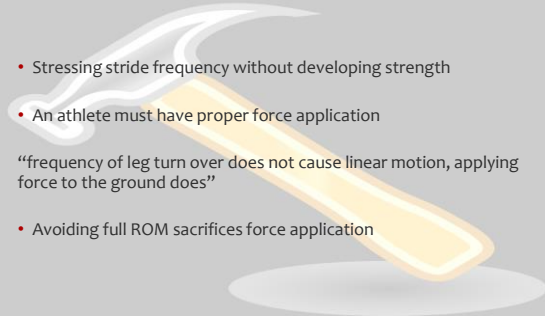 • Stressing stride frequency without developing strength
• An athlete must have proper force application
“frequency of leg turn over does not cause linear motion, applying
force to the ground does”
• Avoiding full ROM sacrifices force application